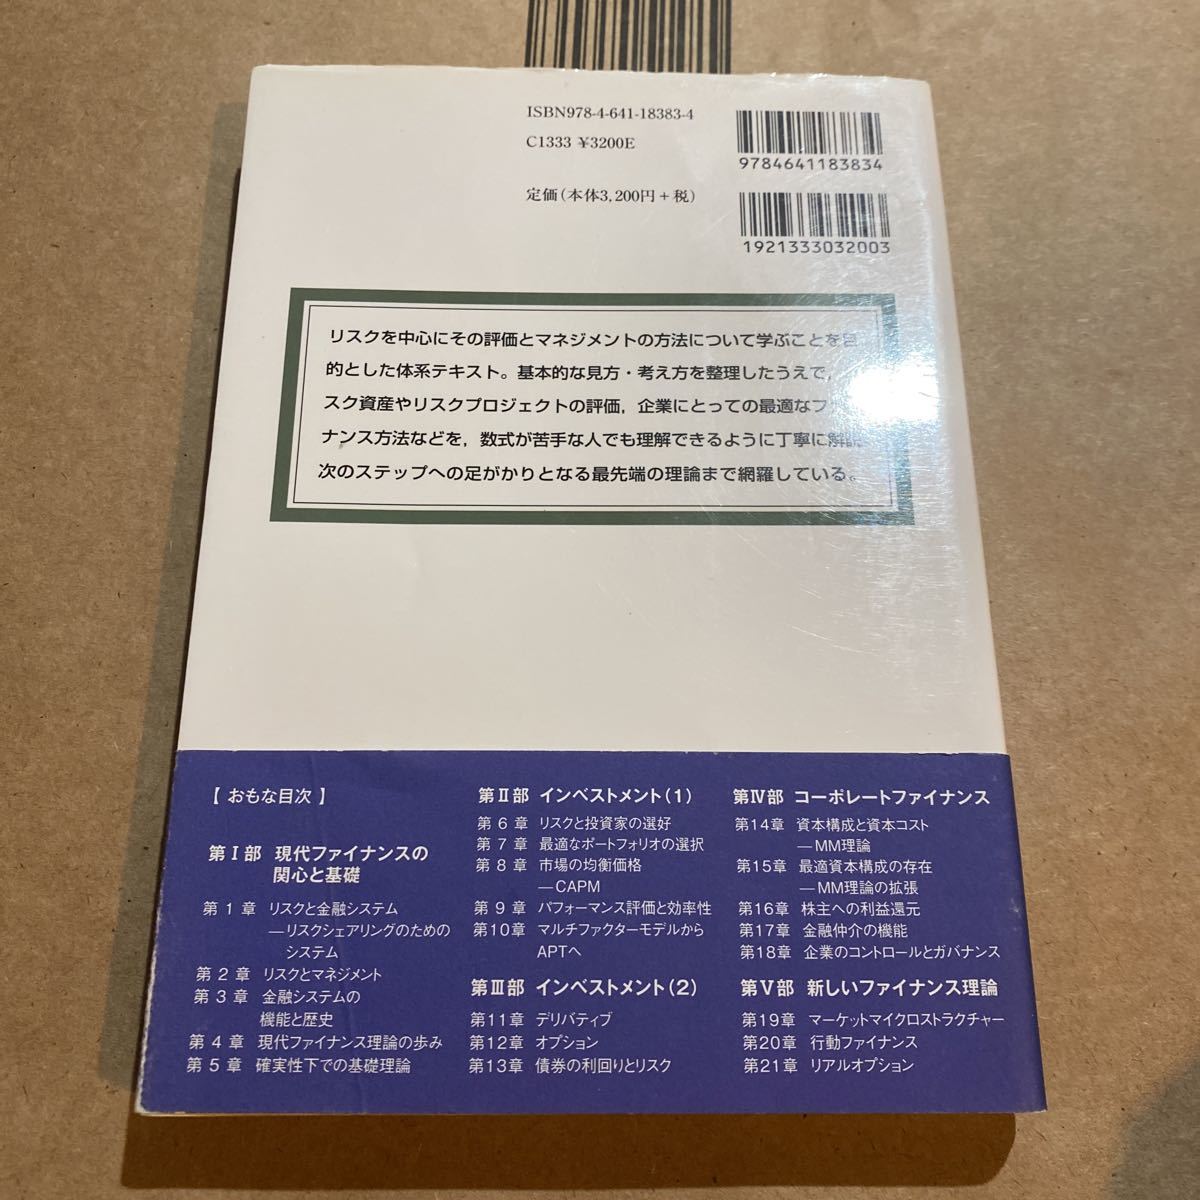 ISBN978-4-641-18383-4
C1333 ¥3200E
定価(本体3,200円+税)
9784641183834
1921333032003
リスクを中心にその評価とマネジメントの方法について学ぶことを目
的とした体系テキスト。基本的な見方・考え方を整理したうえで,
スク資産やリスクプロジェクトの評価,企業にとっての最適なファ
ナンス方法などを,数式が苦手な人でも理解できるように丁寧に解説
次のステップへの足がかりとなる最先端の理論まで網羅している。
【 おもな目次 】
第Ⅰ部 現代ファイナンスの
関心と基礎
第 1 章 リスクと金融システム
―リスクシェアリングのための
システム
第 2 章 リスクとマネジメント
第 3 章 金融システムの
機能と歴史
第 4 章 現代ファイナンス理論の歩み
第 5 章 確実性下での基礎理論
第Ⅱ部 インベストメント(1)
第 6 章 リスクと投資家の選好
第 7 章 最適なポートフォリオの選択
第 8 章 市場の均衡価格
―CAPM
第 9 章 パフォーマンス評価と効率性
第10章 マルチファクターモデルから
APTへ
第Ⅲ部 インベストメント(2)
第11章 デリバティブ
第12章 オプション
第13章 債券の利回りとリスク
第Ⅳ部 コーポレートファイナンス
第14章 資本構成と資本コスト
―MM理論
第15章 最適資本構成の存在
―MM理論の拡張
第16章 株主への利益還元
第17章 金融仲介の機能
第18章 企業のコントロールとガバナンス
第Ⅴ部 新しいファイナンス理論
第19章 マーケットマイクロストラクチャー
第20章 行動ファイナンス
第21章 リアルオプション